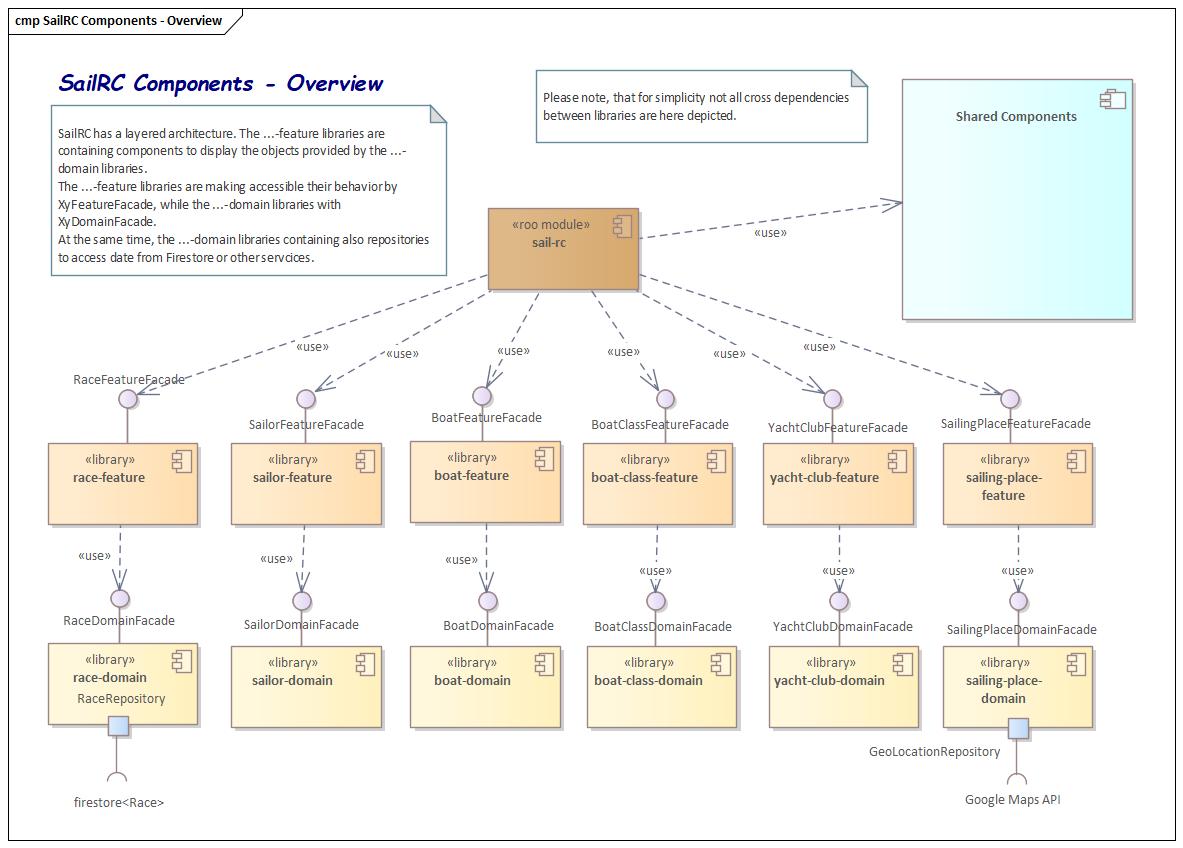 cmp SailRC Components - Overview
SailRC Components - Overview
SailRC has a layered architecture. The ...-feature libraries are
containing components to display the objects provided by the ...-
domain libraries.
The ...-feature libraries are making accessible their behavior by
XyFeatureFacade, while the ...-domain libraries with
XyDomainFacade.
At the same time, the ...-domain libraries containing also repositories
to access date from Firestore or other servcices.
Please note, that for simplicity not all cross dependencies
between libraries are here depicted.
Shared Components
«roo module»
sail-rc
«use»
«use»
«use»
«use»
«use»
«use»
«use»
RaceFeatureFacade
SailorFeatureFacade
BoatFeatureFacade
BoatClassFeatureFacade
YachtClubFeatureFacade
SailingPlaceFeatureFacade
«library»
race-feature
«library»
sailor-feature
«library»
boat-feature
«library»
boat-class-feature
«library»
yacht-club-feature
«library»
sailing-place-
feature
«use»
«use»
«use»
«use»
«use»
«use»
RaceDomainFacade
SailorDomainFacade
BoatDomainFacade
BoatClassDomainFacade
YachtClubDomainFacade
SailingPlaceDomainFacade
«library»
race-domain
RaceRepository
«library»
sailor-domain
«library»
boat-domain
«library»
boat-class-domain
«library»
yacht-club-domain
«library»
sailing-place-
domain
GeoLocationRepository
firestore<Race>
Google Maps API